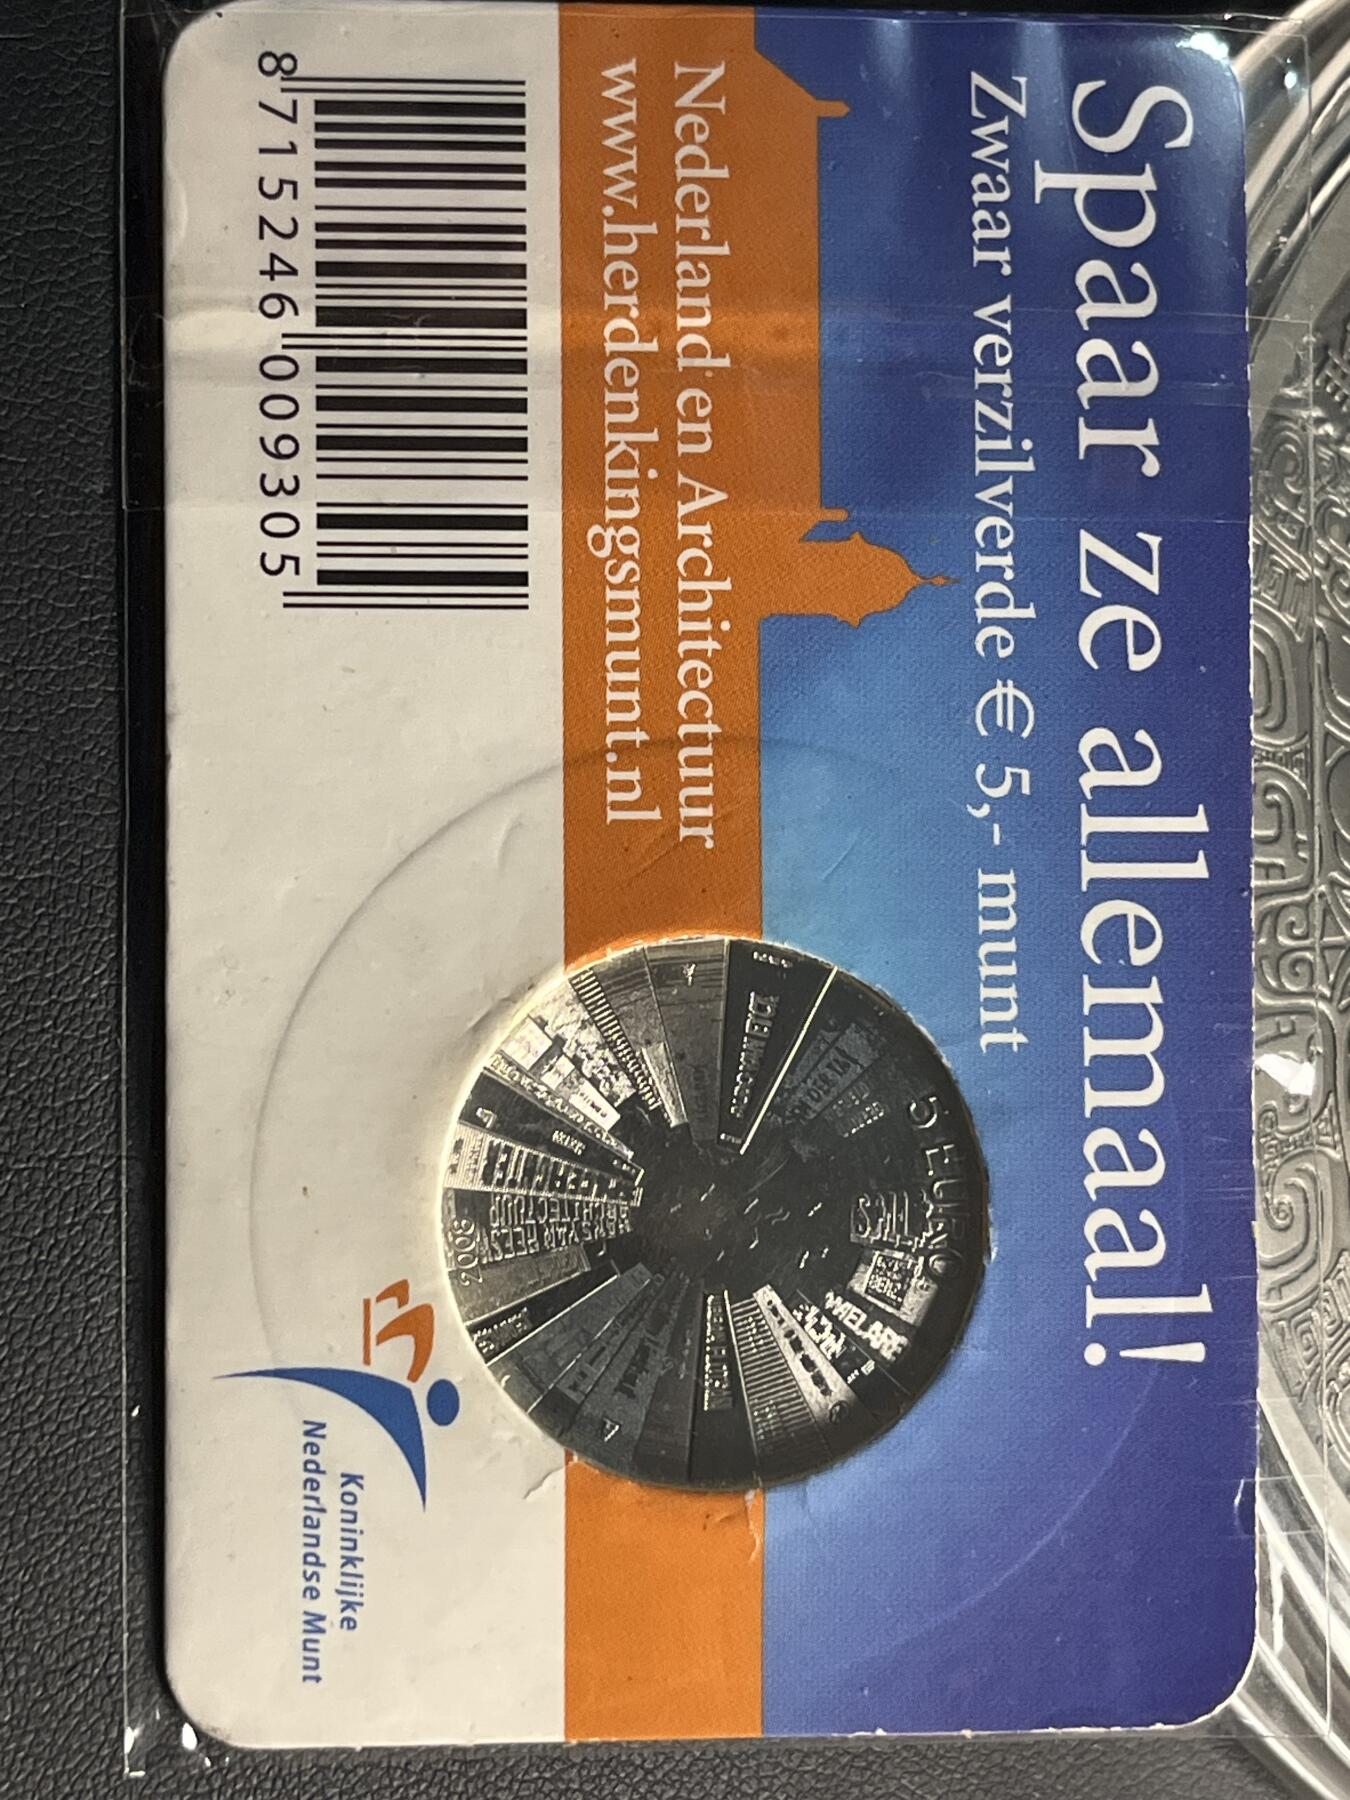 Spaar ze allemaal!
Zwaar verzilverde € 5,- munt
Nederland en Architectuur
www.herdenkingsmunt.nl
8 715246 009305
5 EURO
2008
Koninklijke
Nederlandse Munt